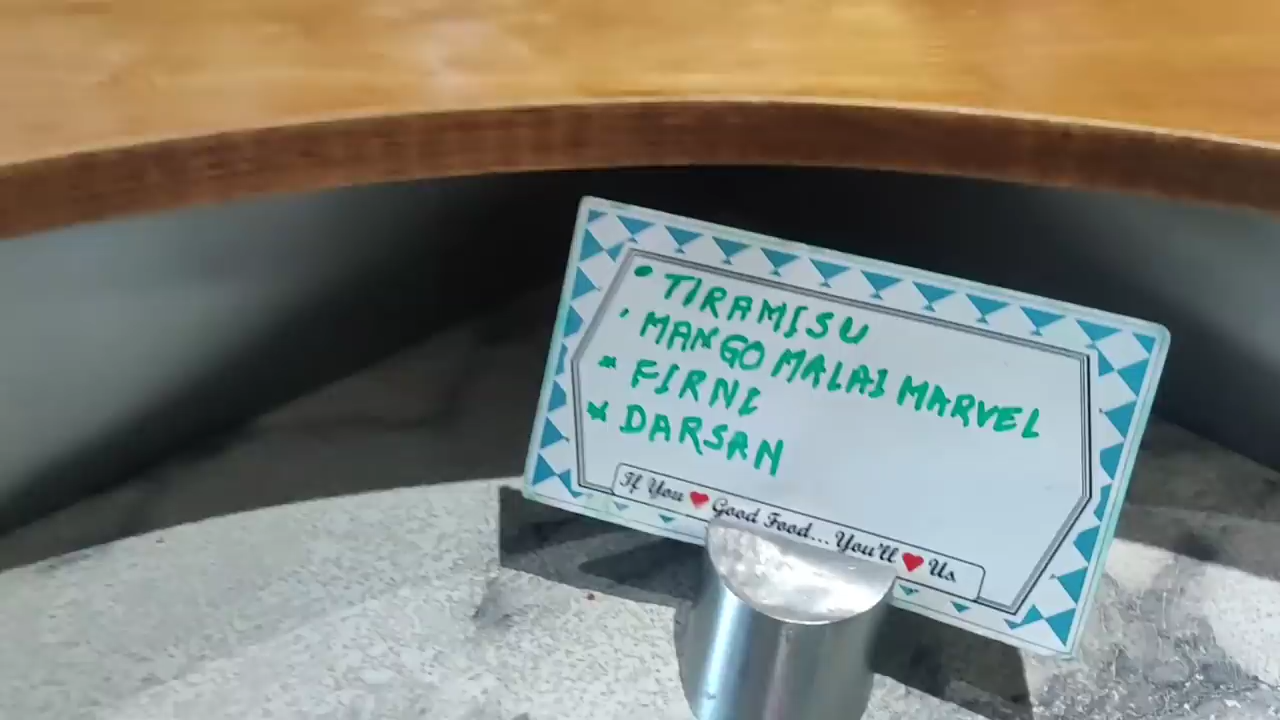 • TIRAMISU
• MANGO MALAI MARVEL
* FIRNI
* DARSAN
If You ♥ Good Food... You'll ♥ Us